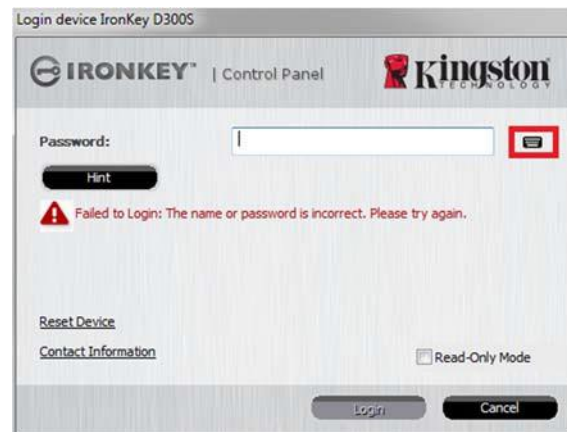 Login device IronKey D300S
IRONKEY™ | Control Panel
Kingston
TECHNOLOGY
Password:
Hint
Failed to Login: The name or password is incorrect. Please try again.
Reset Device
Contact Information
Read-Only Mode
Login
Cancel